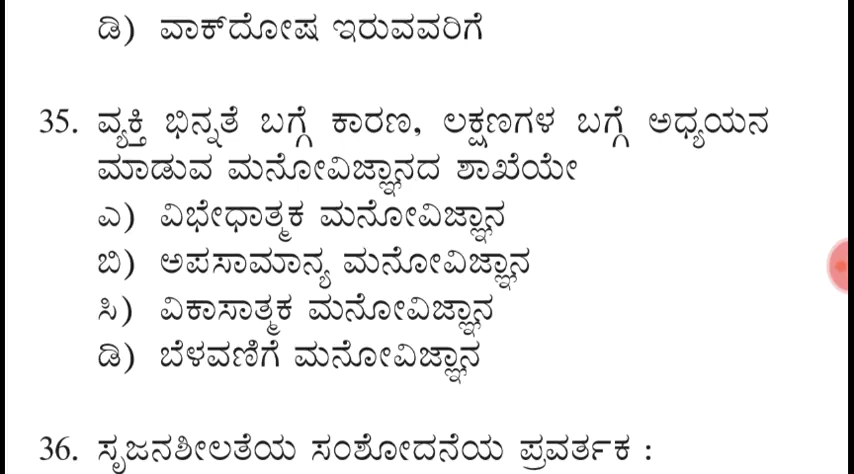 ಡಿ) ವಾಕ್‌ದೋಷ ಇರುವವರಿಗೆ
35. ವ್ಯಕ್ತಿ ಭಿನ್ನತೆ ಬಗ್ಗೆ ಕಾರಣ, ಲಕ್ಷಣಗಳ ಬಗ್ಗೆ ಅಧ್ಯಯನ
ಮಾಡುವ ಮನೋವಿಜ್ಞಾನದ ಶಾಖೆಯೇ
ಎ) ವಿಭೇಧಾತ್ಮಕ ಮನೋವಿಜ್ಞಾನ
ಬಿ) ಅಪಸಾಮಾನ್ಯ ಮನೋವಿಜ್ಞಾನ
ಸಿ) ವಿಕಾಸಾತ್ಮಕ ಮನೋವಿಜ್ಞಾನ
ಡಿ) ಬೆಳವಣಿಗೆ ಮನೋವಿಜ್ಞಾನ
36. ಸೃಜನಶೀಲತೆಯ ಸಂಶೋದನೆಯ ಪ್ರವರ್ತಕ :